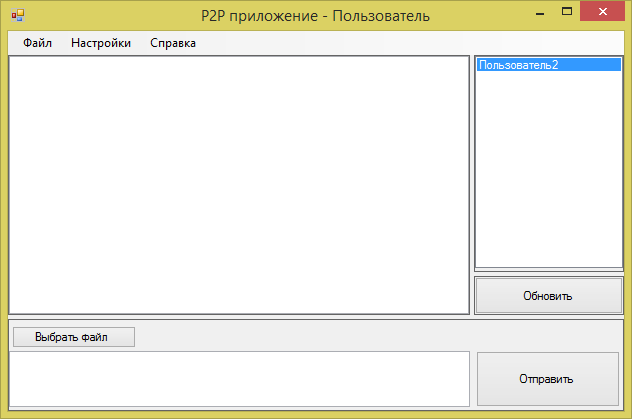 P2P приложение - Пользователь
Файл Настройки Справка
Пользователь2
Обновить
Выбрать файл
Отправить